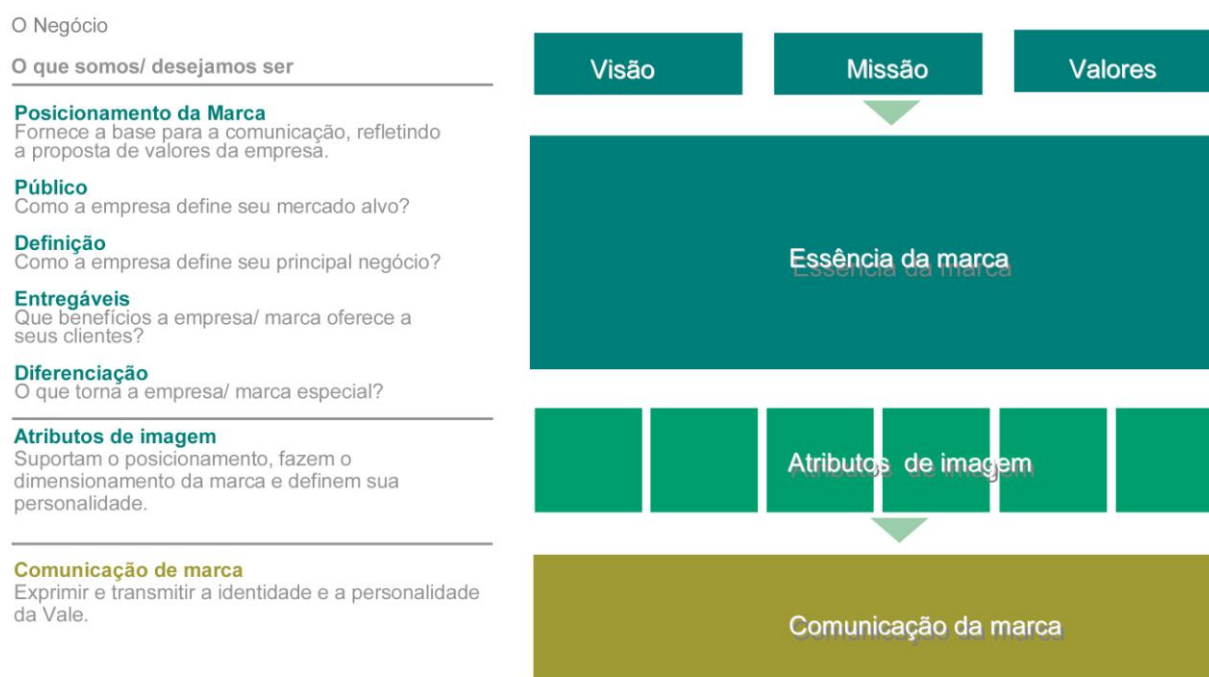 O Negócio
O que somos/ desejamos ser
Posicionamento da Marca
Fornece a base para a comunicação, refletindo
a proposta de valores da empresa.
Público
Como a empresa define seu mercado alvo?
Definição
Como a empresa define seu principal negócio?
Entregáveis
Que benefícios a empresa/ marca oferece a
seus clientes?
Diferenciação
O que torna a empresa/ marca especial?
Atributos de imagem
Suportam o posicionamento, fazem o
dimensionamento da marca e definem sua
personalidade.
Comunicação de marca
Exprimir e transmitir a identidade e a personalidade
da Vale.
Visão
Missão
Valores
Essência da marca
Atributos de imagem
Comunicação da marca